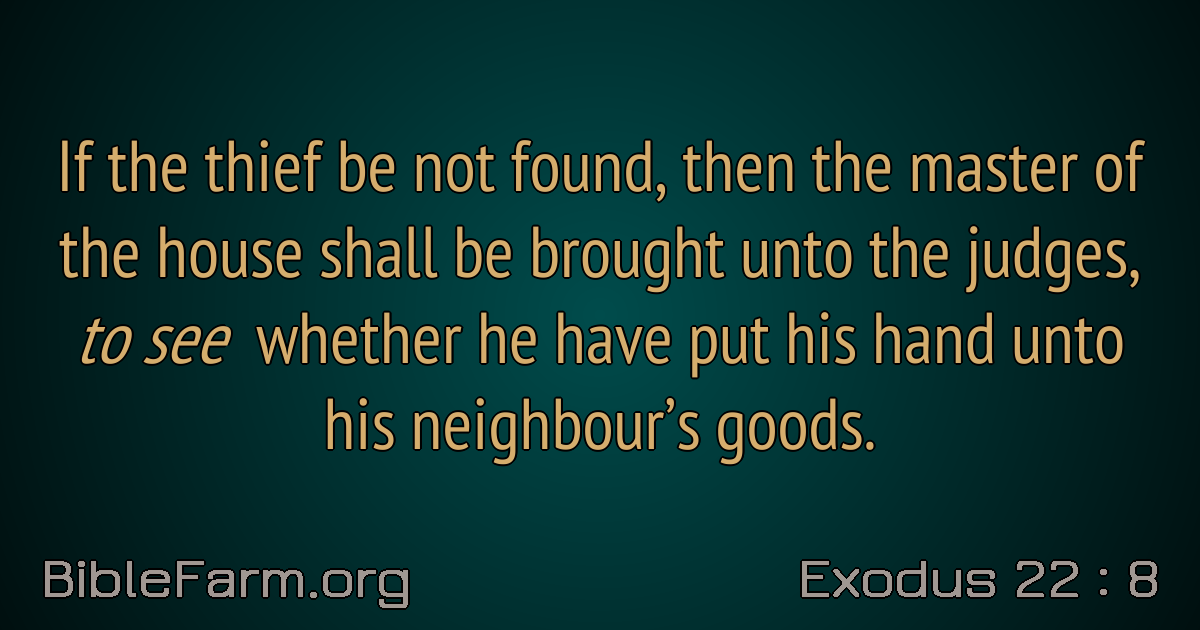 If the thief be not found, then the master of
the house shall be brought unto the judges,
to see whether he have put his hand unto
his neighbour’s goods.
BibleFarm.org
Exodus 22 : 8